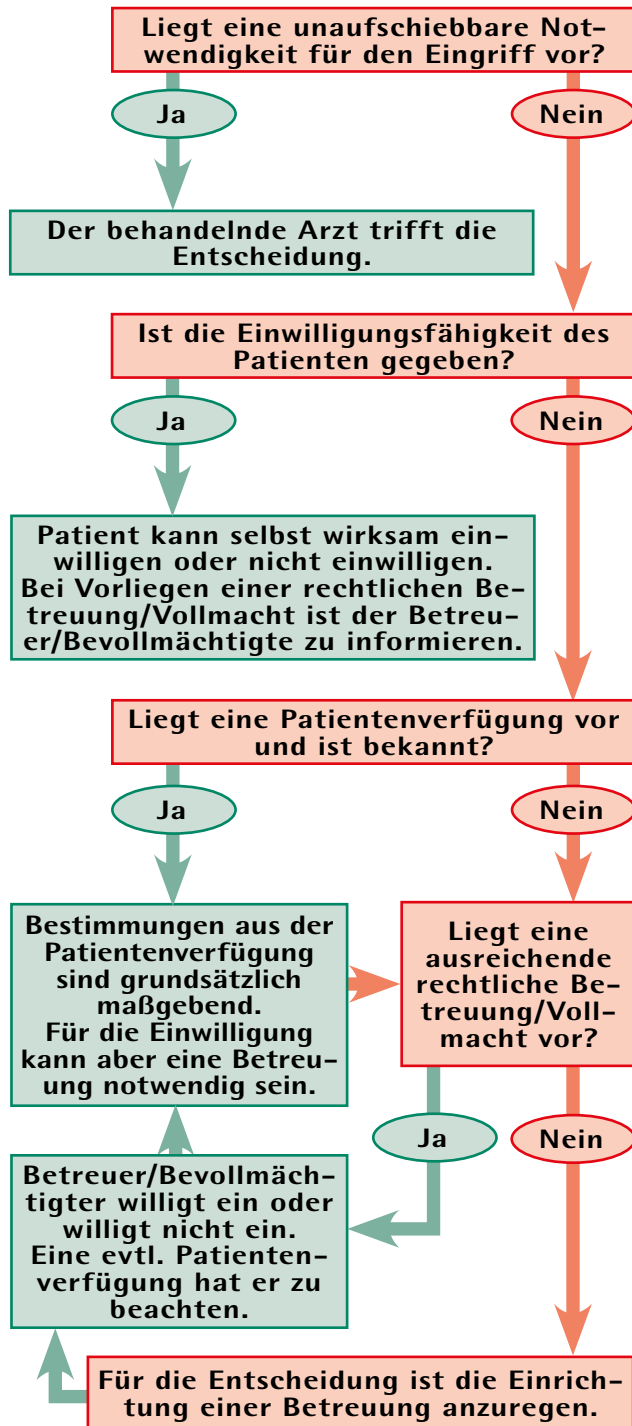 Liegt eine unaufschiebbare Not-
wendigkeit für den Eingriff vor?
Ja
Nein
Der behandelnde Arzt trifft die
Entscheidung.
Ist die Einwilligungsfähigkeit des
Patienten gegeben?
Ja
Nein
Patient kann selbst wirksam ein-
willigen oder nicht einwilligen.
Bei Vorliegen einer rechtlichen Be-
treuung/Vollmacht ist der Betreu-
er/Bevollmächtigte zu informieren.
Liegt eine Patientenverfügung vor
und ist bekannt?
Ja
Nein
Bestimmungen aus der
Patientenverfügung
sind grundsätzlich
maßgebend.
Für die Einwilligung
kann aber eine Betreu-
ung notwendig sein.
Liegt eine
ausreichende
rechtliche Be-
treuung/Voll-
macht vor?
Ja
Nein
Betreuer/Bevollmäch-
tigter willigt ein oder
willigt nicht ein.
Eine evtl. Patienten-
verfügung hat er zu
beachten.
Für die Entscheidung ist die Einrich-
tung einer Betreuung anzuregen.